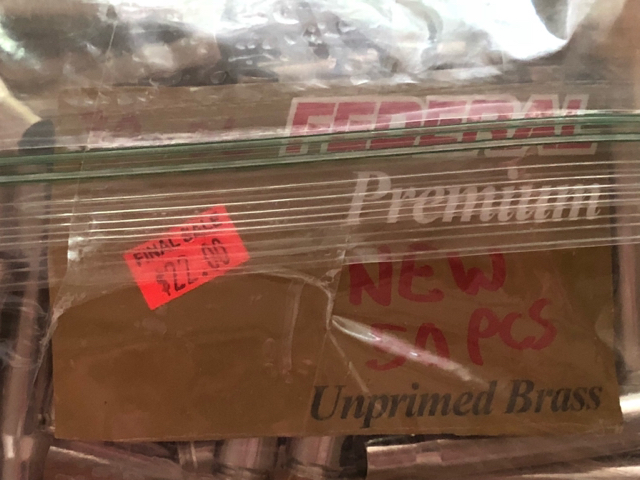 FEDERAL
Premium
FINAL SALE
$22.00
NEW
50 PCS
Unprimed Brass